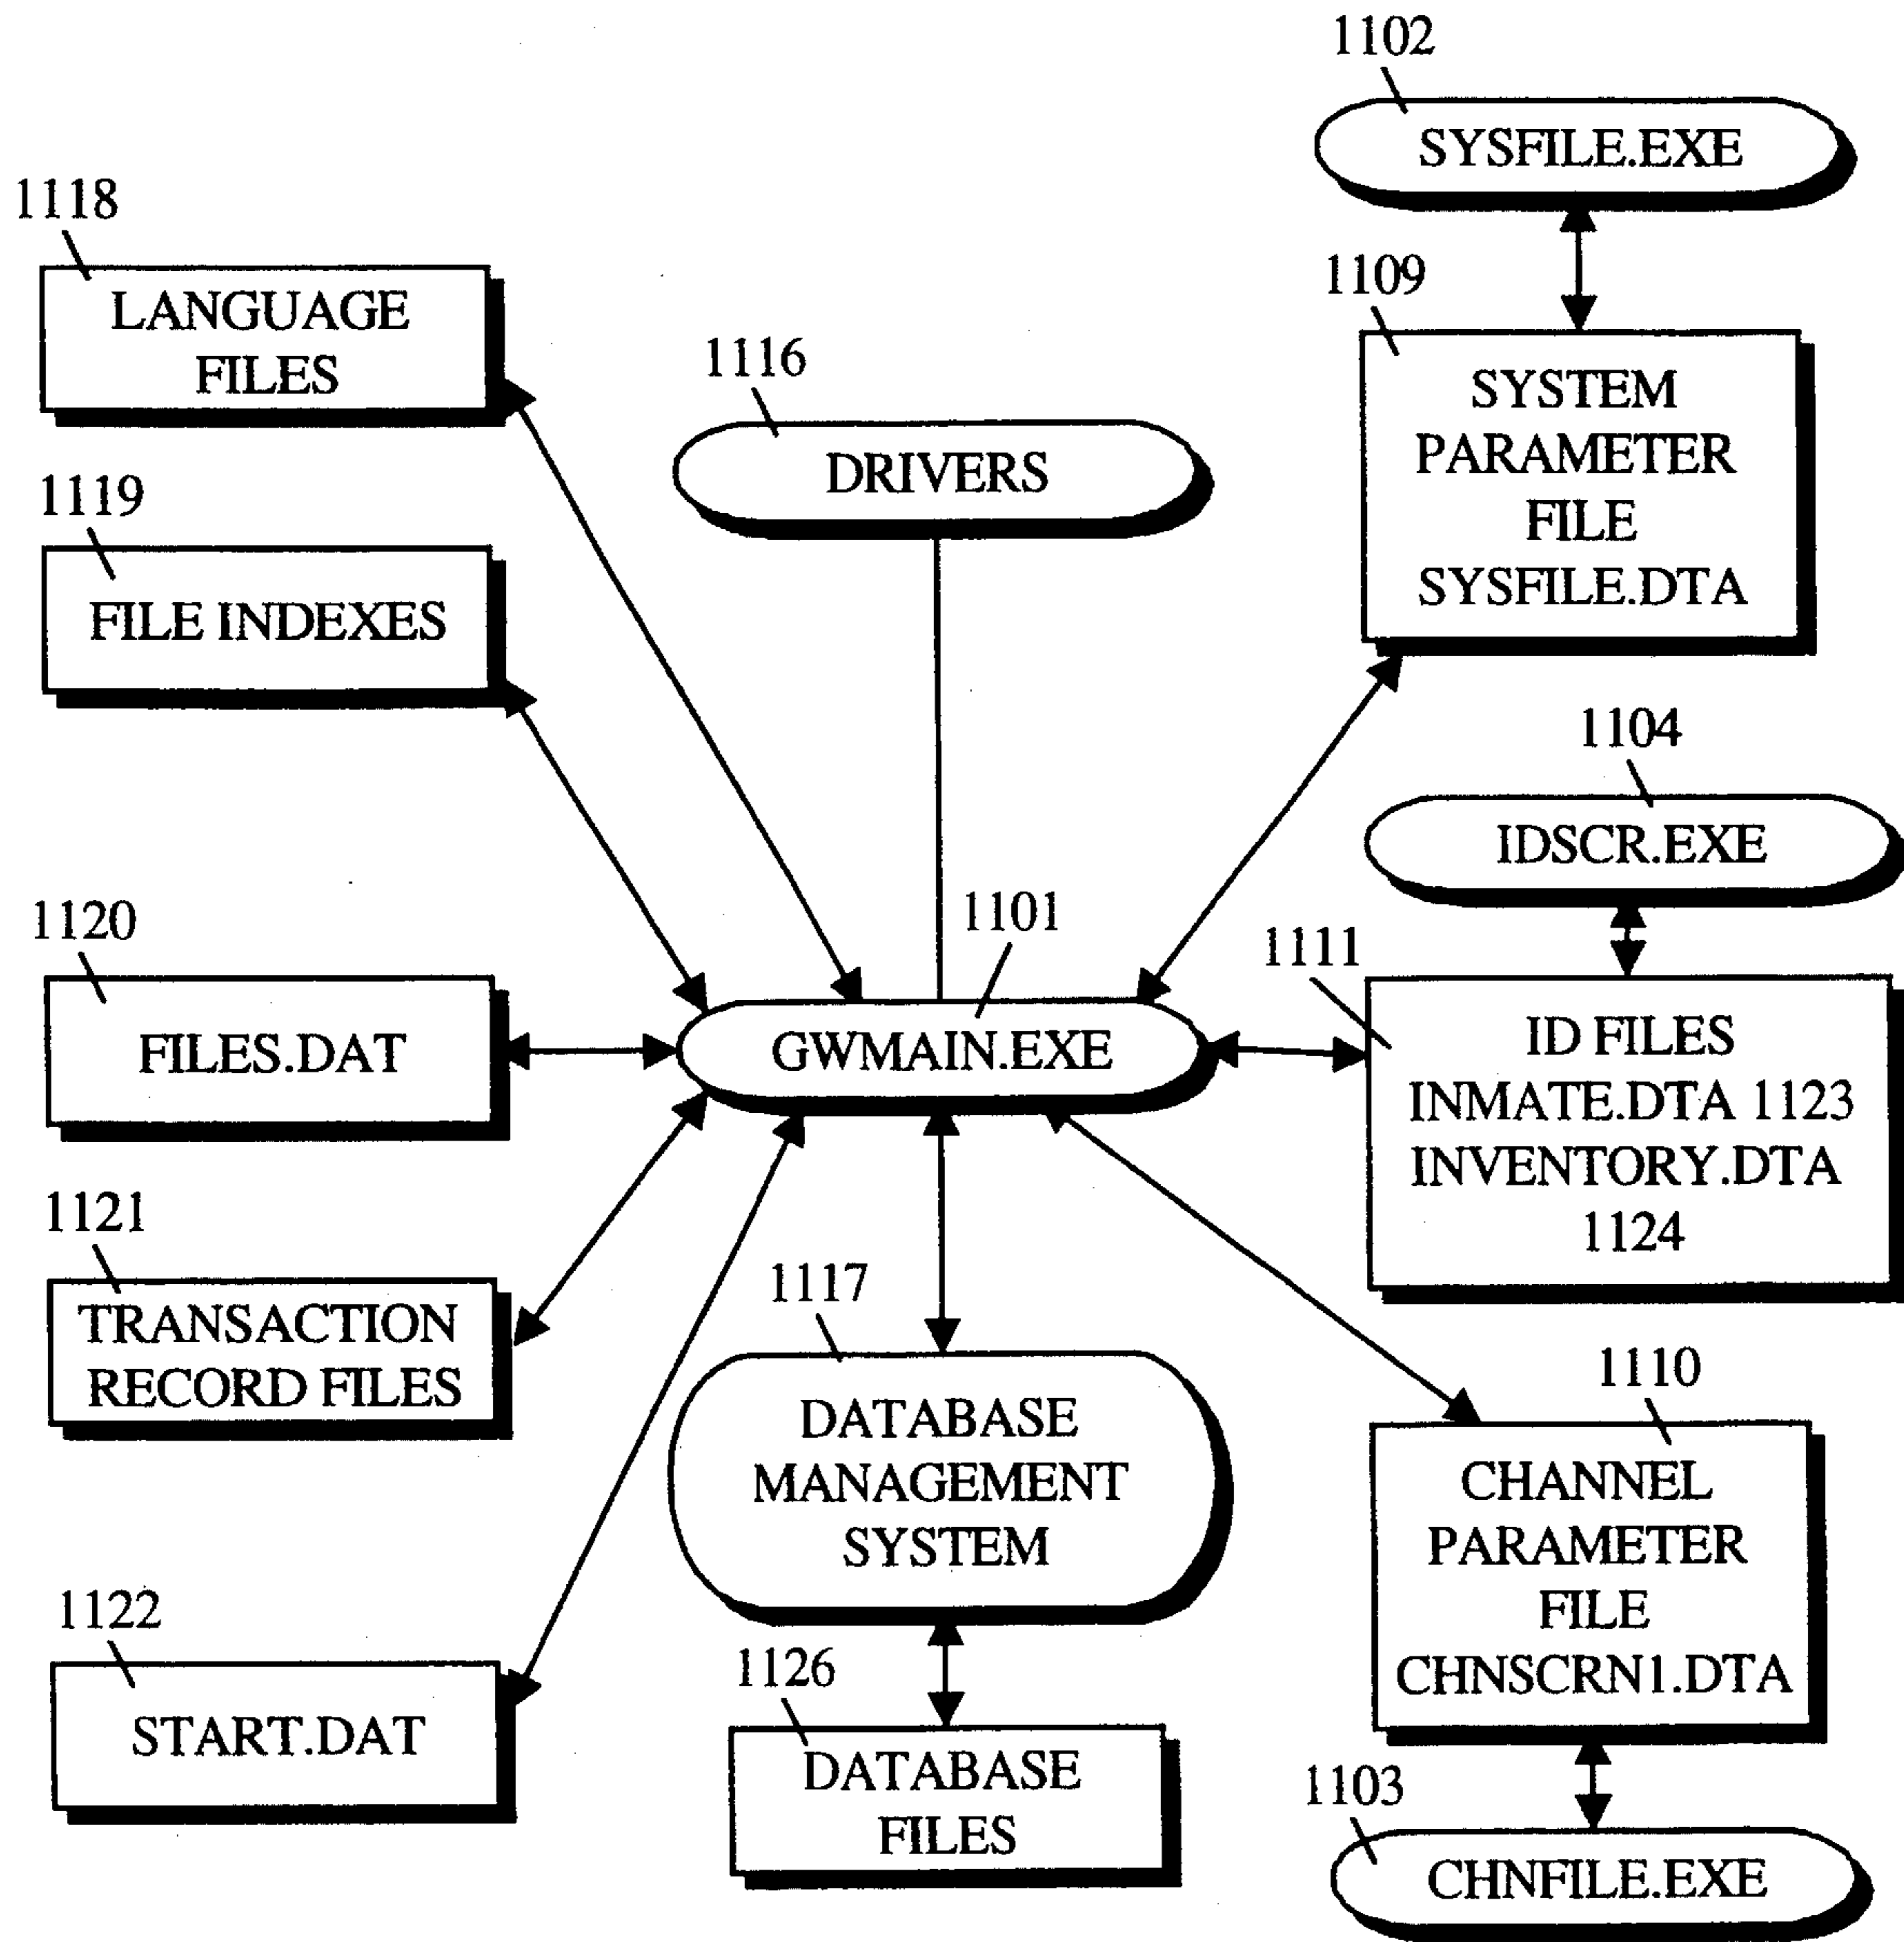 1102
SYSFILE.EXE
1118
LANGUAGE
FILES
1109
SYSTEM
PARAMETER
FILE
SYSFILE.DTA
1116
DRIVERS
1119
FILE INDEXES
1104
IDSCR.EXE
1120
FILES.DAT
1101
GWMAIN.EXE
1111
ID FILES
INMATE.DTA 1123
INVENTORY.DTA
1124
1121
TRANSACTION
RECORD FILES
1117
DATABASE
MANAGEMENT
SYSTEM
1110
CHANNEL
PARAMETER
FILE
CHNSCRN1.DTA
1122
START.DAT
1126
DATABASE
FILES
1103
CHNFILE.EXE